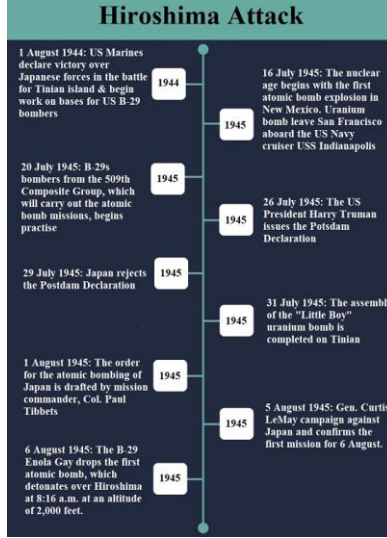 Hiroshima Attack
1 August 1944: US Marines
declare victory over
Japanese forces in the battle
for Tinian island & begin
work on bases for US B-29
bombers
1944
16 July 1945: The nuclear
age begins with the first
atomic bomb explosion in
New Mexico. Uranium
bomb leave San Francisco
aboard the US Navy
cruiser USS Indianapolis
1945
20 July 1945: B-29s
bombers from the 509th
Composite Group, which
will carry out the atomic
bomb missions, begins
practise
1945
26 July 1945: The US
President Harry Truman
issues the Potsdam
Declaration
1945
29 July 1945: Japan rejects
the Postdam Declaration
1945
31 July 1945: The assembl
of the "Little Boy"
uranium bomb is
completed on Tinian
1945
1 August 1945: The order
for the atomic bombing of
Japan is drafted by mission
commander, Col. Paul
Tibbets
1945
5 August 1945: Gen. Curtis
LeMay campaign against
Japan and confirms the
first mission for 6 August.
1945
6 August 1945: The B-29
Enola Gay drops the first
atomic bomb, which
detonates over Hiroshima
at 8:16 a.m. at an altitude
of 2,000 feet.
1945